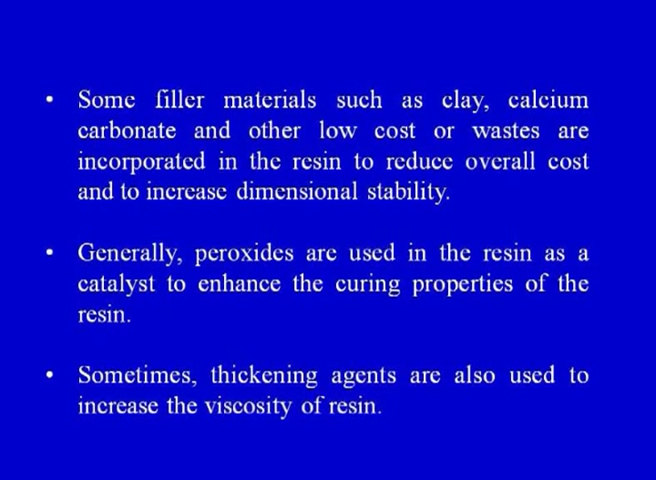 • Some filler materials such as clay, calcium
carbonate and other low cost or wastes are
incorporated in the resin to reduce overall cost
and to increase dimensional stability.
• Generally, peroxides are used in the resin as a
catalyst to enhance the curing properties of the
resin.
• Sometimes, thickening agents are also used to
increase the viscosity of resin.